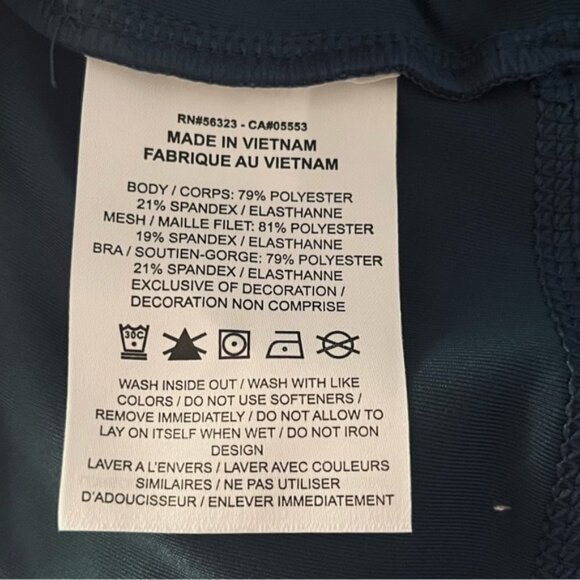 RN#56323 - CA#05553
MADE IN VIETNAM
FABRIQUE AU VIETNAM
BODY / CORPS: 79% POLYESTER
21% SPANDEX / ELASTHANNE
MESH / MAILLE FILET: 81% POLYESTER
19% SPANDEX / ELASTHANNE
BRA / SOUTIEN-GORGE: 79% POLYESTER
21% SPANDEX / ELASTHANNE
EXCLUSIVE OF DECORATION /
DECORATION NON COMPRISE
30C
WASH INSIDE OUT / WASH WITH LIKE
COLORS / DO NOT USE SOFTENERS /
REMOVE IMMEDIATELY / DO NOT ALLOW TO
LAY ON ITSELF WHEN WET / DO NOT IRON
DESIGN
LAVER A L'ENVERS / LAVER AVEC COULEURS
SIMILAIRES / NE PAS UTILISER
D'ADOUCISSEUR / ENLEVER IMMEDIATEMENT